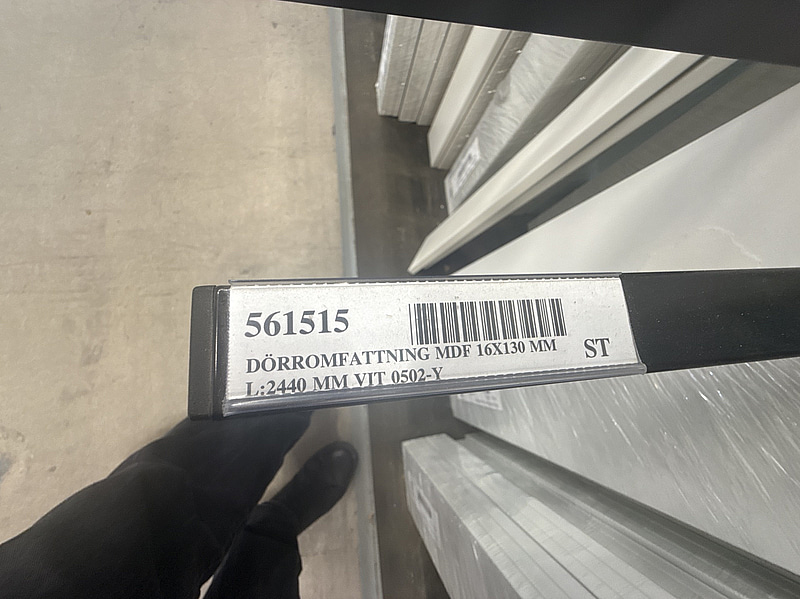 561515
DÖRROMFATTNING MDF 16X130 MM
L:2440 MM VIT 0502-Y
ST